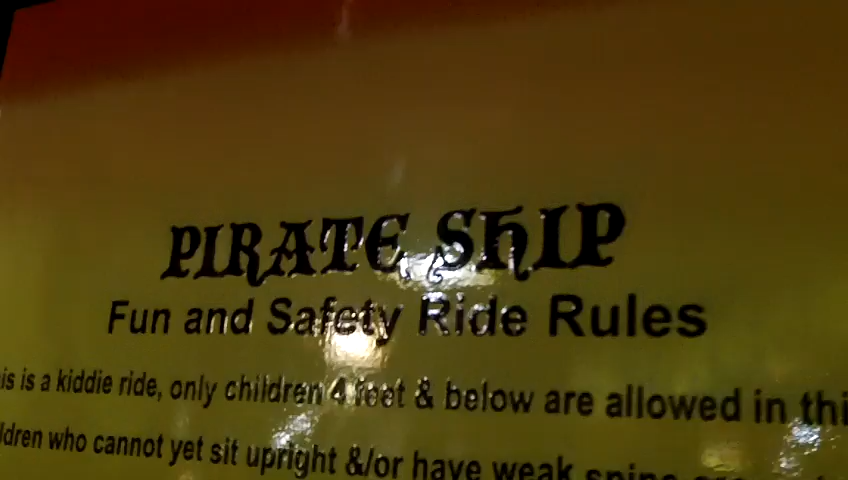 PIRATE ShIP
Fun and Safety Ride Rules
is is a kiddie ride, only children 4 feet & below are allowed in thi
ldren who cannot yet sit upright &/or have weak spine are